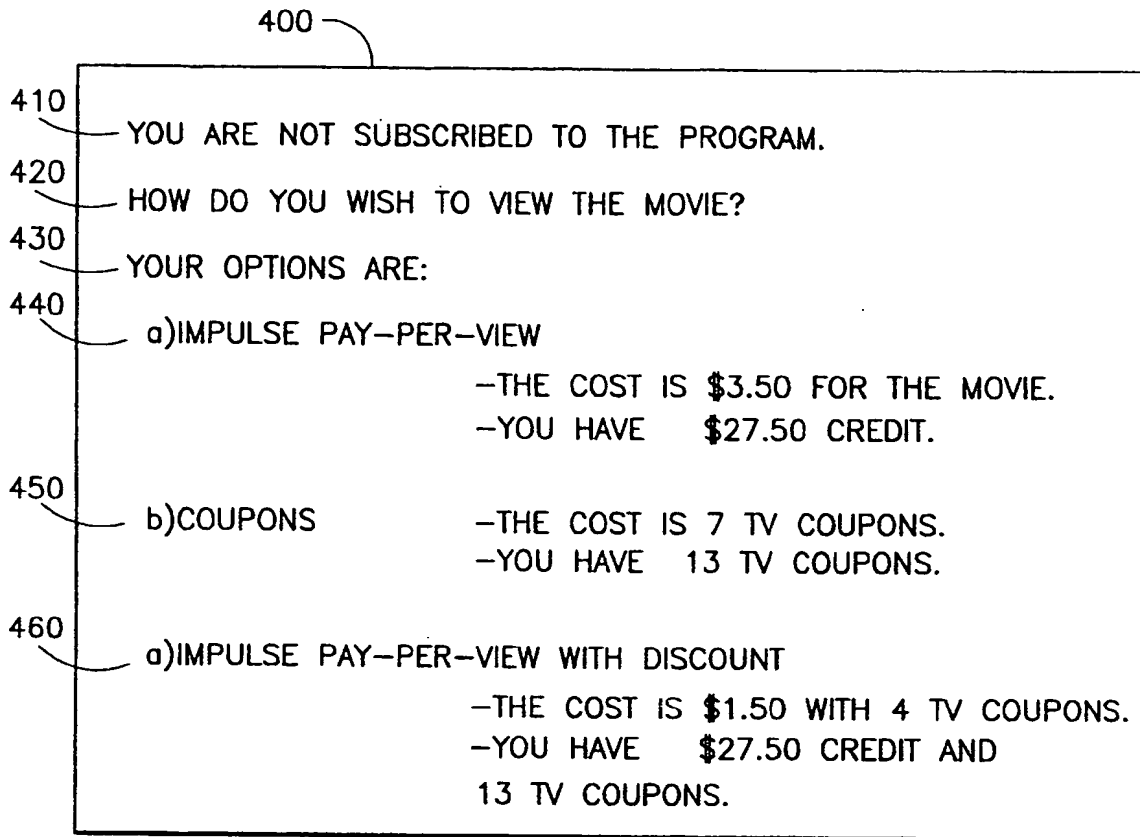 400
410
YOU ARE NOT SUBSCRIBED TO THE PROGRAM.
420
HOW DO YOU WISH TO VIEW THE MOVIE?
430
YOUR OPTIONS ARE:
440
a)IMPULSE PAY-PER-VIEW
-THE COST IS $3.50 FOR THE MOVIE.
-YOU HAVE $27.50 CREDIT.
450
b)COUPONS -THE COST IS 7 TV COUPONS.
-YOU HAVE 13 TV COUPONS.
460
a)IMPULSE PAY-PER-VIEW WITH DISCOUNT
-THE COST IS $1.50 WITH 4 TV COUPONS.
-YOU HAVE $27.50 CREDIT AND
13 TV COUPONS.